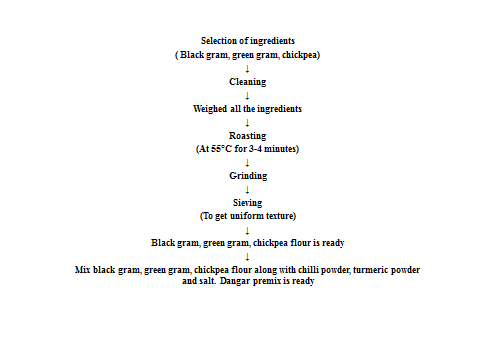 Selection of ingredients
( Black gram, green gram, chickpea)
↓
Cleaning
↓
Weighed all the ingredients
↓
Roasting
(At 55°C for 3-4 minutes)
↓
Grinding
↓
Sieving
(To get uniform texture)
↓
Black gram, green gram, chickpea flour is ready
↓
Mix black gram, green gram, chickpea flour along with chilli powder, turmeric powder
and salt. Dangar premix is ready